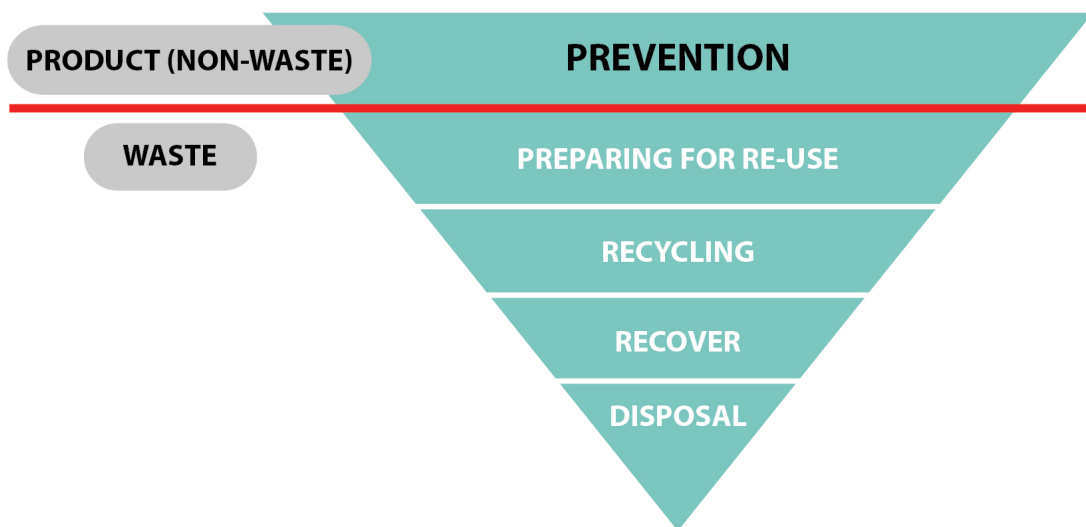 PRODUCT (NON-WASTE)
PREVENTION
WASTE
PREPARING FOR RE-USE
RECYCLING
RECOVER
DISPOSAL